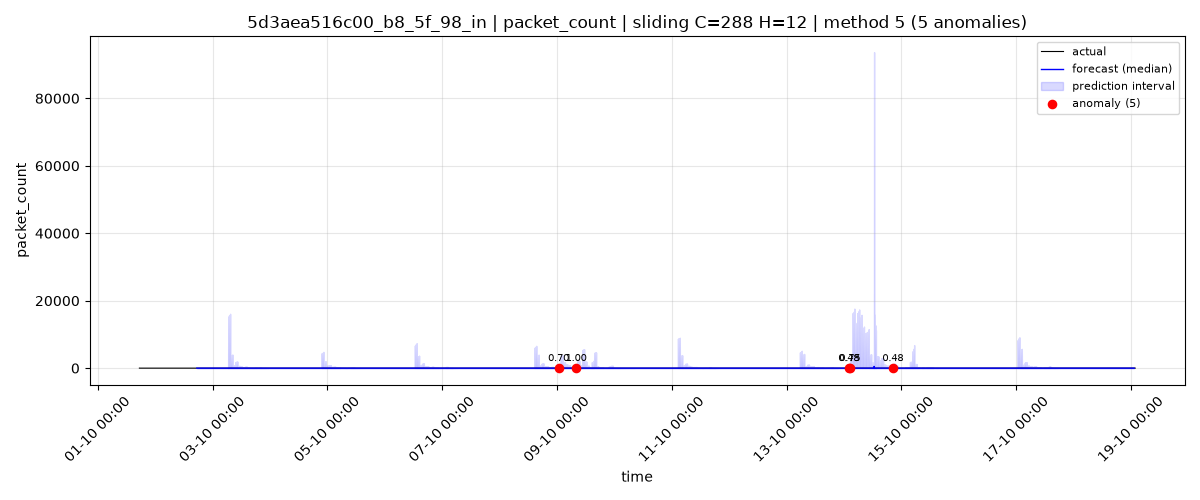 5d3aea516c00_b8_5f_98_in | packet_count | sliding C=288 H=12 | method 5 (5 anomalies)
actual
forecast (median)
prediction interval
anomaly (5)
packet_count
80000
60000
40000
20000
0
0.70
1.00
0.48
01-10 00:00
03-10 00:00
05-10 00:00
07-10 00:00
09-10 00:00
11-10 00:00
13-10 00:00
15-10 00:00
17-10 00:00
19-10 00:00
time